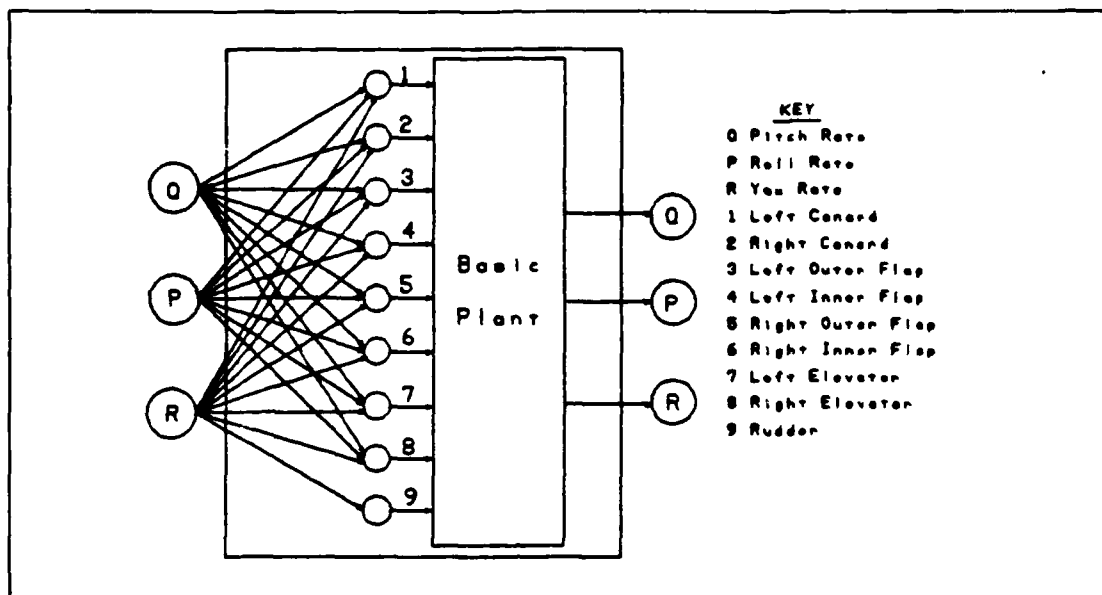 Q
P
R
1
2
3
4
5
6
7
8
9
Basic
Plant
Q
P
R
KEY
Q Pitch Rate
P Roll Rate
R Yaw Rate
1 Left Canard
2 Right Canard
3 Left Outer Flap
4 Left Inner Flap
5 Right Outer Flap
6 Right Inner Flap
7 Left Elevator
8 Right Elevator
9 Rudder